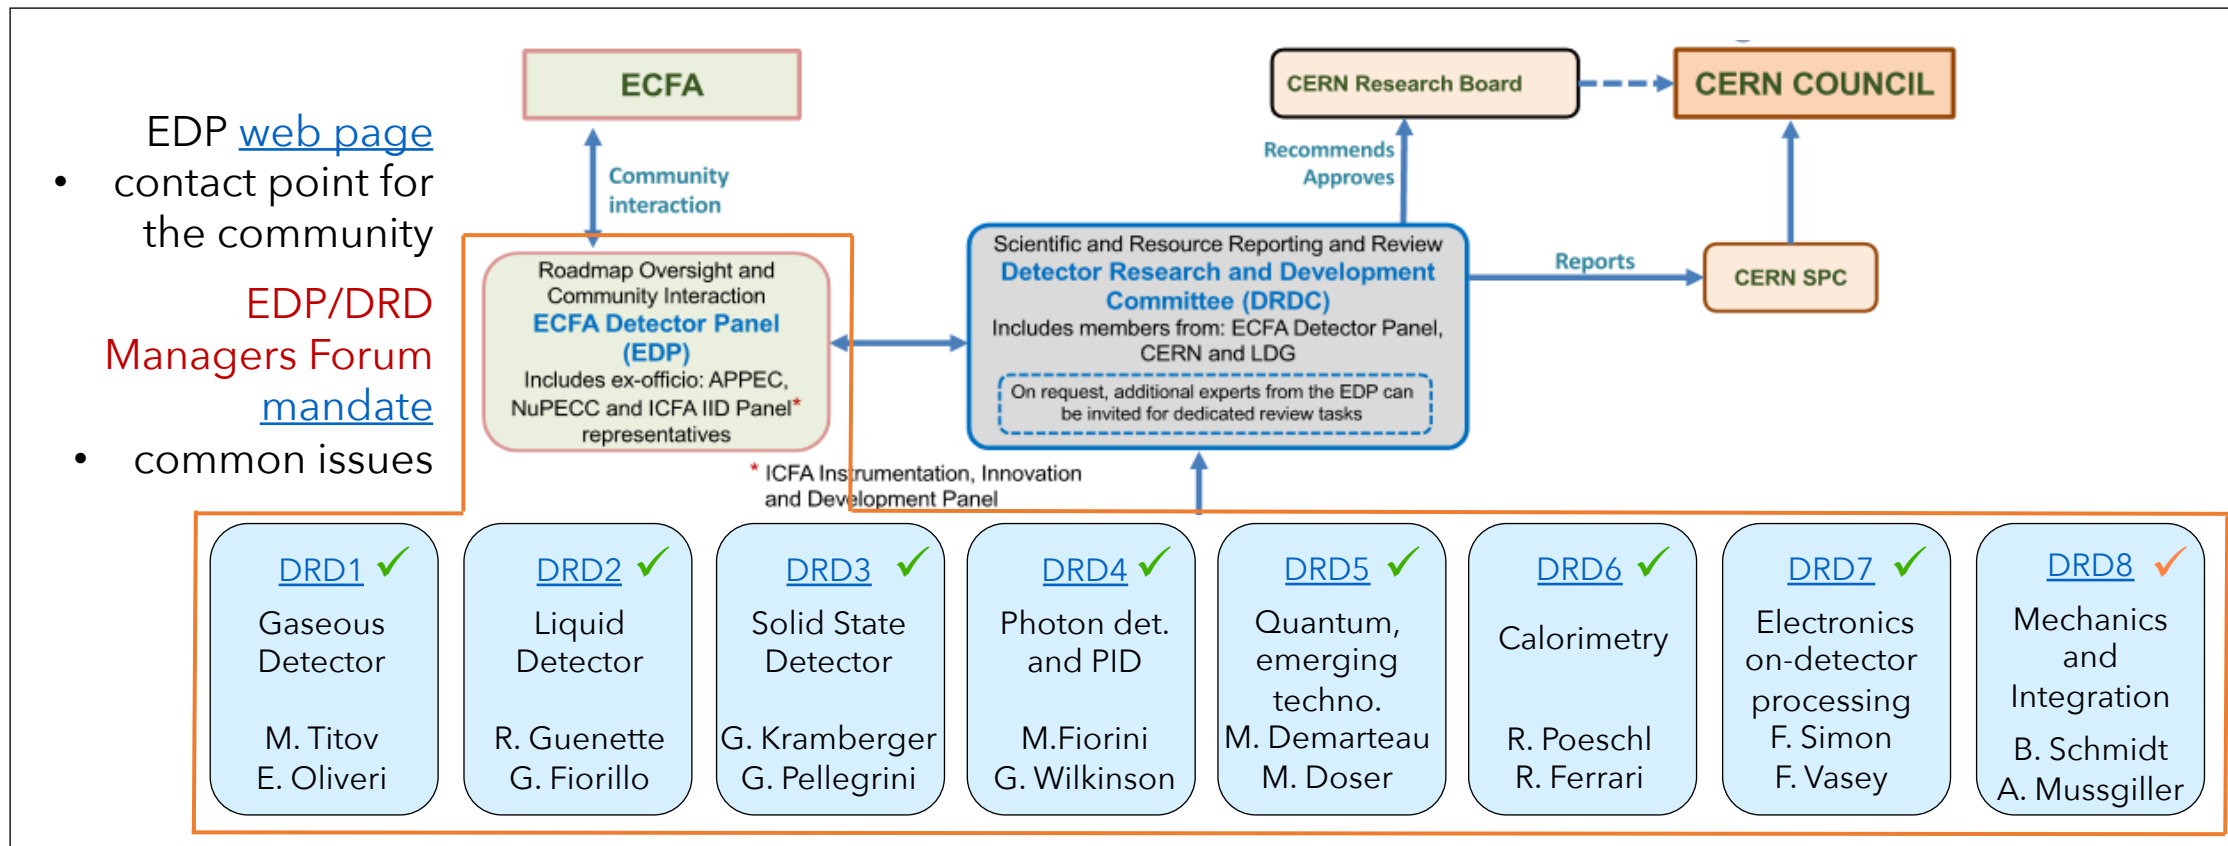 ECFA
CERN Research Board
CERN COUNCIL
EDP web page
• contact point for
the community
EDP/DRD
Managers Forum
mandate
• common issues
Community
interaction
Recommends
Approves
Roadmap Oversight and
Community Interaction
ECFA Detector Panel
(EDP)
Includes ex-officio: APPEC,
NuPECC and ICFA IID Panel*
representatives
Scientific and Resource Reporting and Review
Detector Research and Development
Committee (DRDC)
Includes members from: ECFA Detector Panel,
CERN and LDG
On request, additional experts from the EDP can
be invited for dedicated review tasks
Reports
CERN SPC
* ICFA Instrumentation, Innovation
and Development Panel
DRD1 ✓
Gaseous
Detector
M. Titov
E. Oliveri
DRD2 ✓
Liquid
Detector
R. Guenette
G. Fiorillo
DRD3 ✓
Solid State
Detector
G. Kramberger
G. Pellegrini
DRD4 ✓
Photon det.
and PID
M.Fiorini
G. Wilkinson
DRD5 ✓
Quantum,
emerging
techno.
M. Demarteau
M. Doser
DRD6 ✓
Calorimetry
R. Poeschl
R. Ferrari
DRD7 ✓
Electronics
on-detector
processing
F. Simon
F. Vasey
DRD8 ✓
Mechanics
and
Integration
B. Schmidt
A. Mussgiller